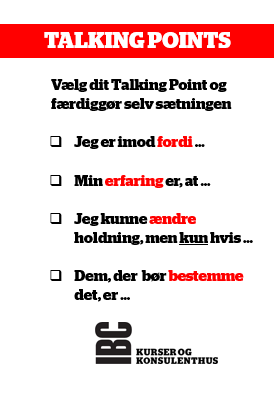 TALKING POINTS
Vælg dit Talking Point og
færdiggør selv sætningen
❑ Jeg er imod fordi ...
❑ Min erfaring er, at ...
❑ Jeg kunne ændre
holdning, men kun hvis ...
❑ Dem, der bør bestemme
det, er ...
IBC
KURSER OG
KONSULENTHUS